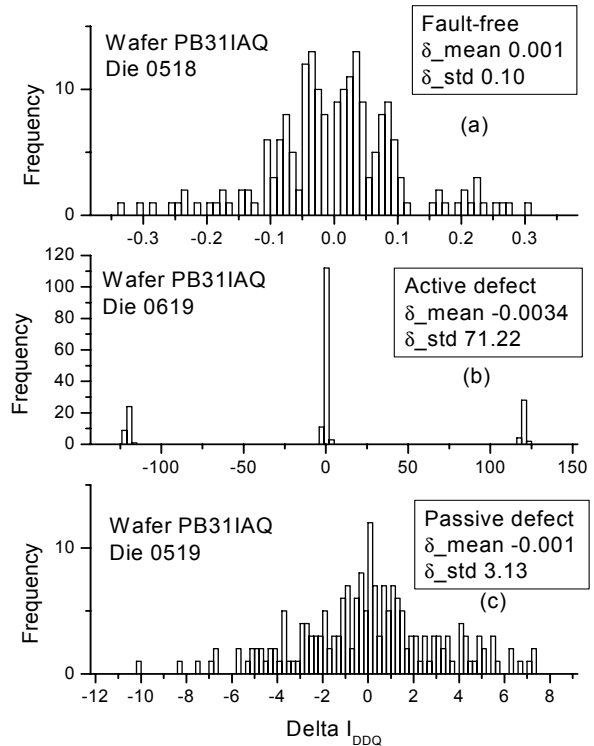 Wafer PB31IAQ
Die 0518
Fault-free
δ_mean 0.001
δ_std 0.10
(a)
Frequency
10
0
-0.3 -0.2 -0.1 0.0 0.1 0.2 0.3
Wafer PB31IAQ
Die 0619
Active defect
δ_mean -0.0034
δ_std 71.22
(b)
Frequency
120
100
80
60
40
20
0
-100 -50 0 50 100 150
Wafer PB31IAQ
Die 0519
Passive defect
δ_mean -0.001
δ_std 3.13
(c)
Frequency
10
0
-12 -10 -8 -6 -4 -2 0 2 4 6 8
Delta I_DDQ